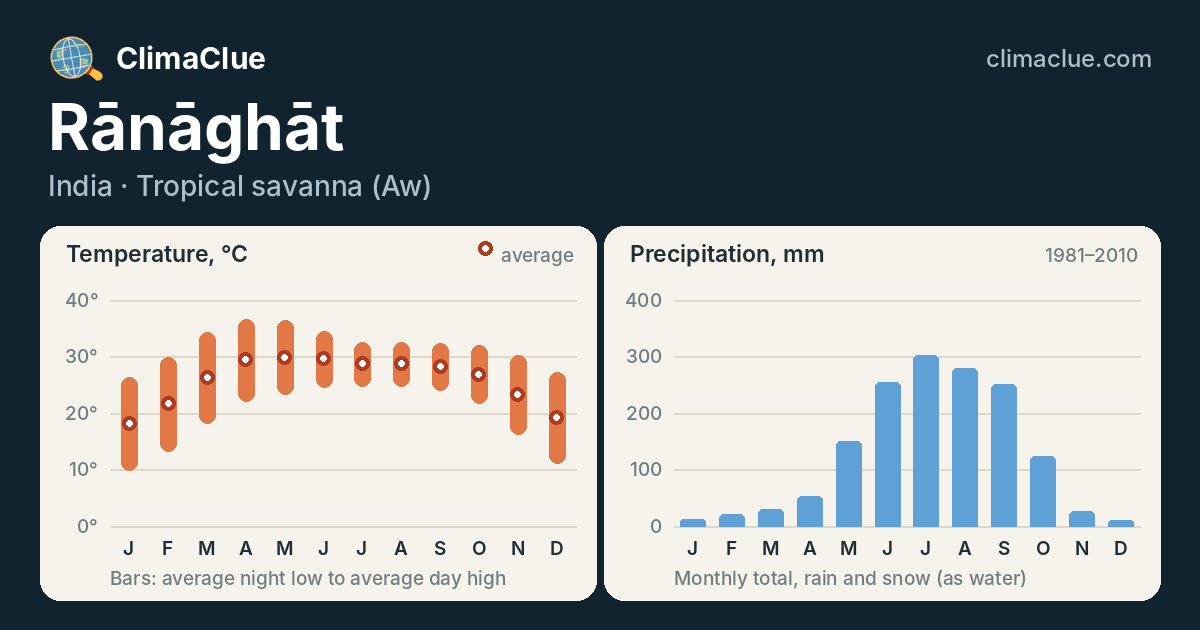 ClimaClue
climaclue.com
Rānāghāt
India · Tropical savanna (Aw)
Temperature, °C
average
40°
30°
20°
10°
0°
J F M A M J J A S O N D
Bars: average night low to average day high
Precipitation, mm
1981–2010
400
300
200
100
0
J F M A M J J A S O N D
Monthly total, rain and snow (as water)